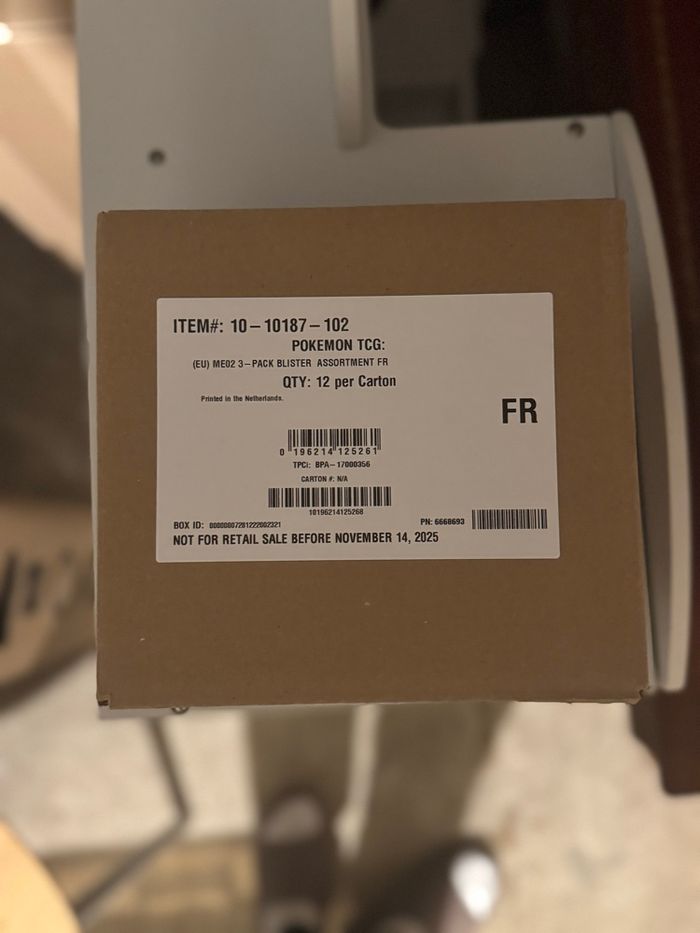 ITEM#: 10-10187-102
POKEMON TCG:
(EU) ME02 3-PACK BLISTER ASSORTMENT FR
QTY: 12 per Carton
Printed in the Netherlands.
FR
0 196214 125261
TPCi: BPA-17000356
CARTON #: N/A
10196214125268
BOX ID: 00000007281222002321
PN: 6668693
NOT FOR RETAIL SALE BEFORE NOVEMBER 14, 2025